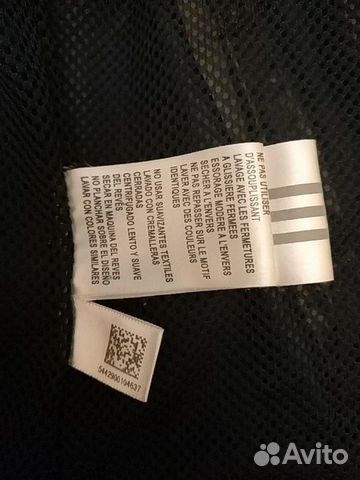 NE PAS UTILISER
D'ASSOUPLISSANT
LAVAGE AVEC LES FERMETURES
A GLISSIERE FERMEES
ESSORAGE MODERE A L'ENVERS
SECHER A L'ENVERS
NE PAS REPASSER SUR LE MOTIF
LAVER AVEC DES COULEURS
IDENTIQUES
NO USAR SUAVIZANTES TEXTILES
LAVADO CON CREMALLERAS
CERRADAS
CENTRIFUGADO LENTO Y SUAVE
DEL REVES
SECAR EN MAQUINA DEL REVES
NO PLANCHAR SOBRE EL DISEÑO
LAVAR CON COLORES SIMILARES
5442900104637
Avito